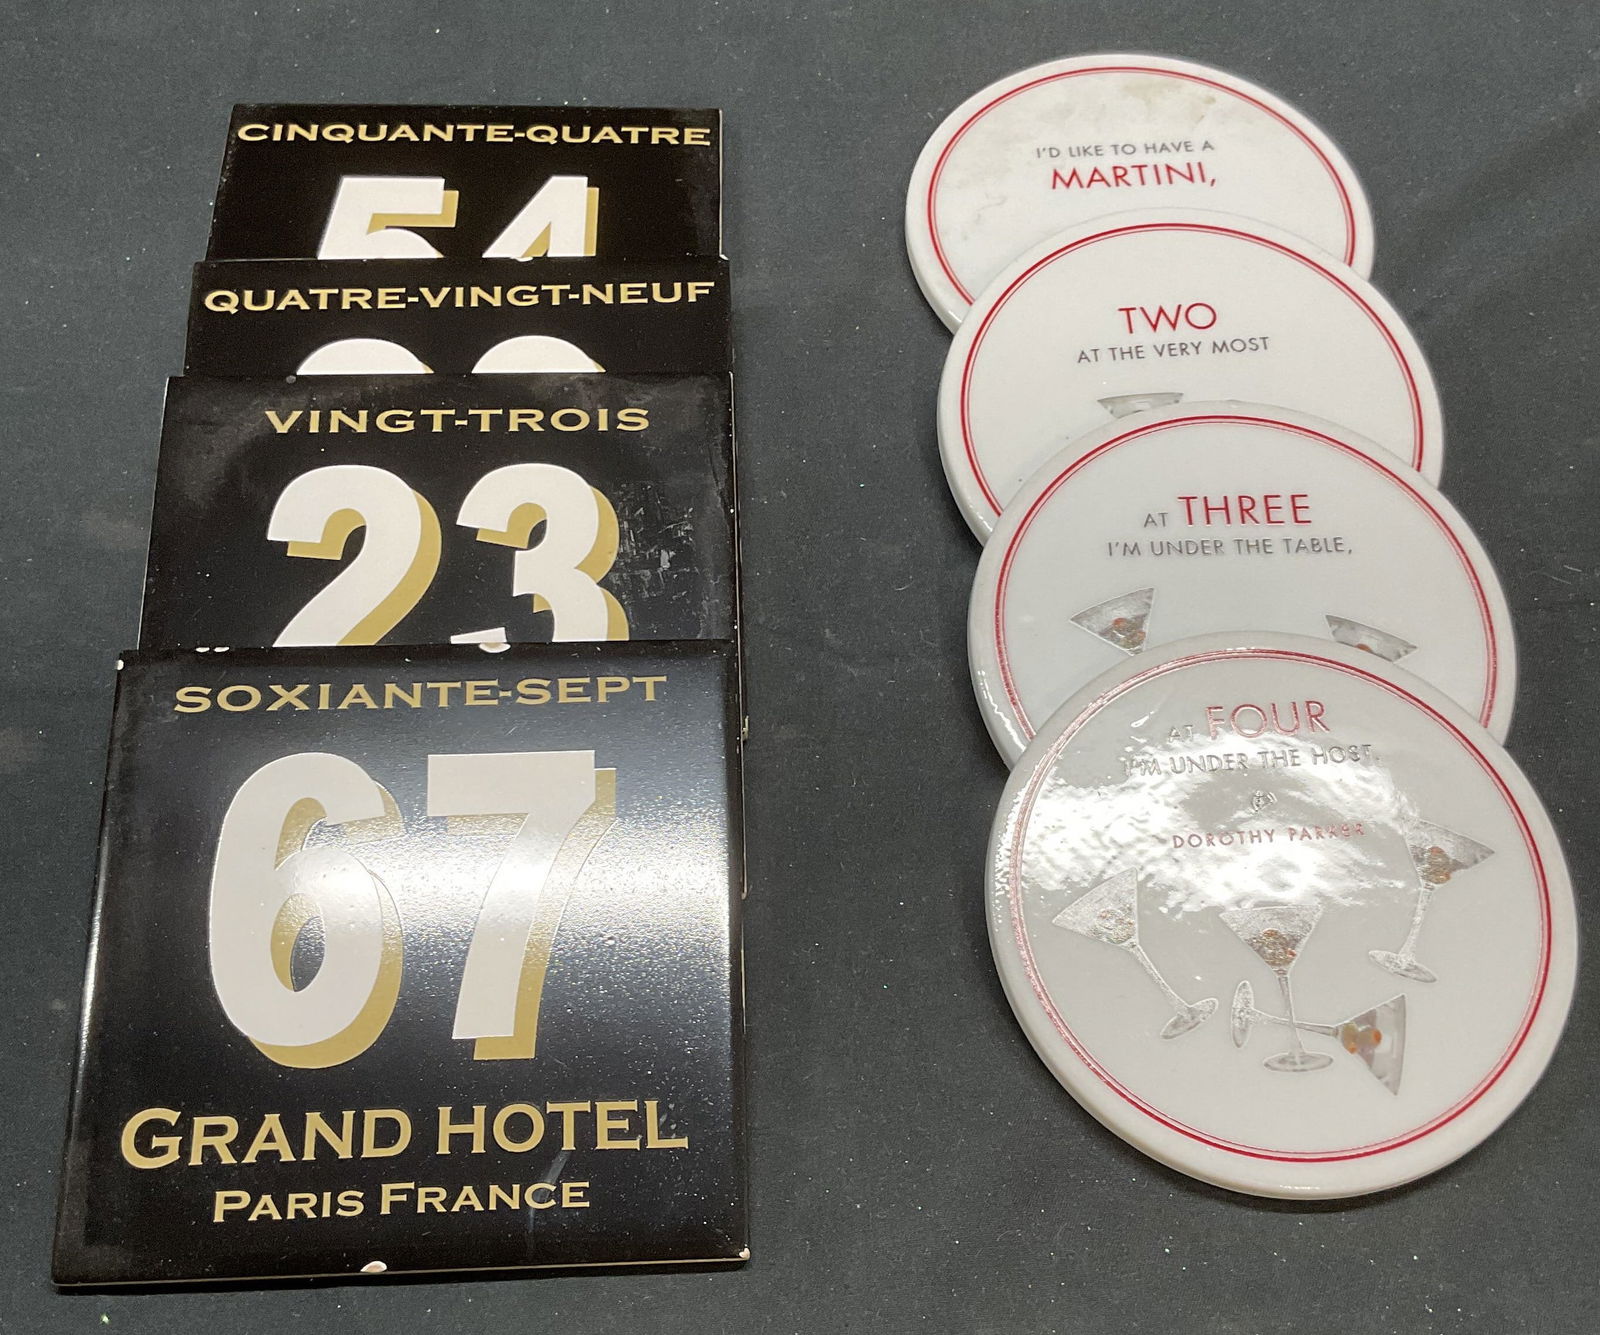 CINQUANTE-QUATRE
54
QUATRE-VINGT-NEUF
VINGT-TROIS
23
SOXIANTE-SEPT
67
GRAND HOTEL
PARIS FRANCE
I'D LIKE TO HAVE A
MARTINI,
TWO
AT THE VERY MOST
AT THREE
I'M UNDER THE TABLE,
AT FOUR
I'M UNDER THE HOST.
DOROTHY PARKER